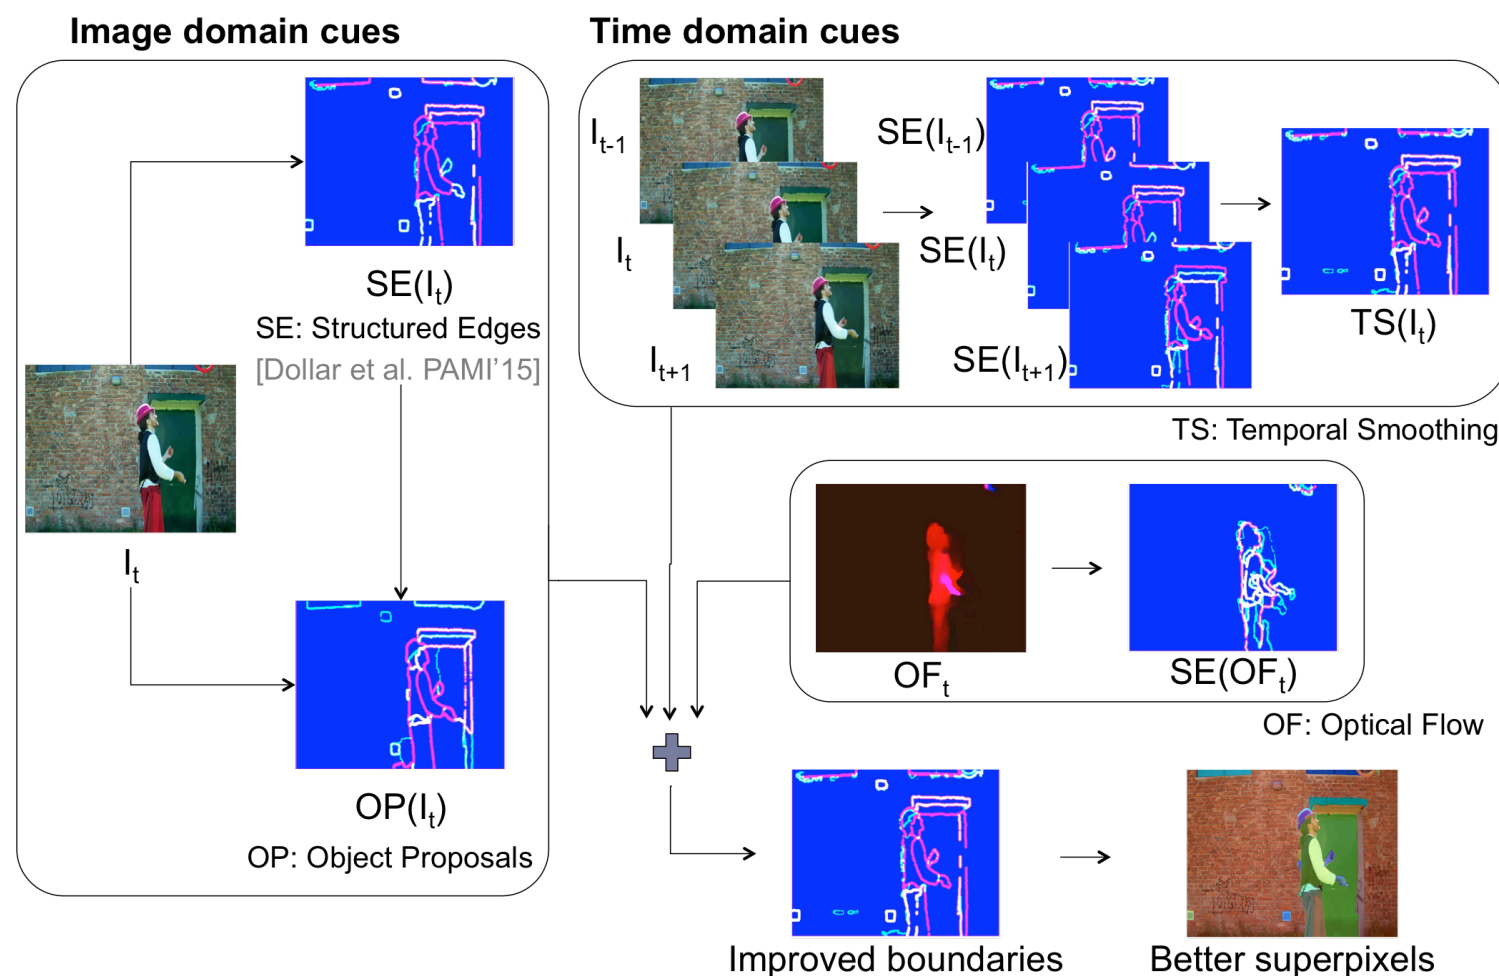 Image domain cues
Time domain cues
SE(It)
SE: Structured Edges
[Dollar et al. PAMI'15]
It
OP(It)
OP: Object Proposals
It-1
It
It+1
SE(It-1)
SE(It)
SE(It+1)
TS(It)
TS: Temporal Smoothing
OFt
SE(OFt)
OF: Optical Flow
Improved boundaries
Better superpixels